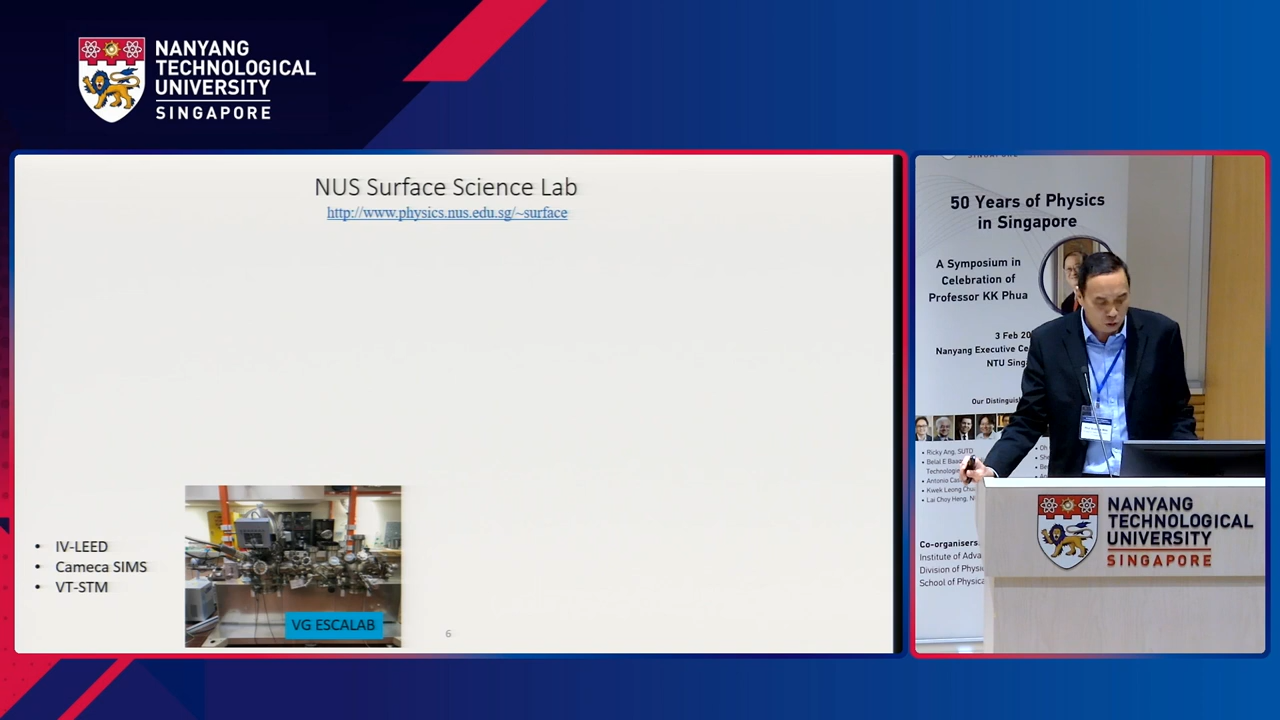 NANYANG
TECHNOLOGICAL
UNIVERSITY
SINGAPORE
NUS Surface Science Lab
http://www.physics.nus.edu.sg/~surface
• IV-LEED
• Cameca SIMS
• VT-STM
VG ESCALAB
6
50 Years of Physics
in Singapore
A Symposium in
Celebration of
Professor KK Phua
3 Feb 20
Nanyang Executive Ce
NTU Sing
Our Distinguis
• Ricky Ang, SUTD
• Belal E
Technolo
• Antonio Cas
• Kwek Leong
• Lai Choy Heng, N
Co-organisers
Institute of Adva
Division of Physi
School of Physica
NANYANG
TECHNOLOGICAL
UNIVERSITY
SINGAPORE